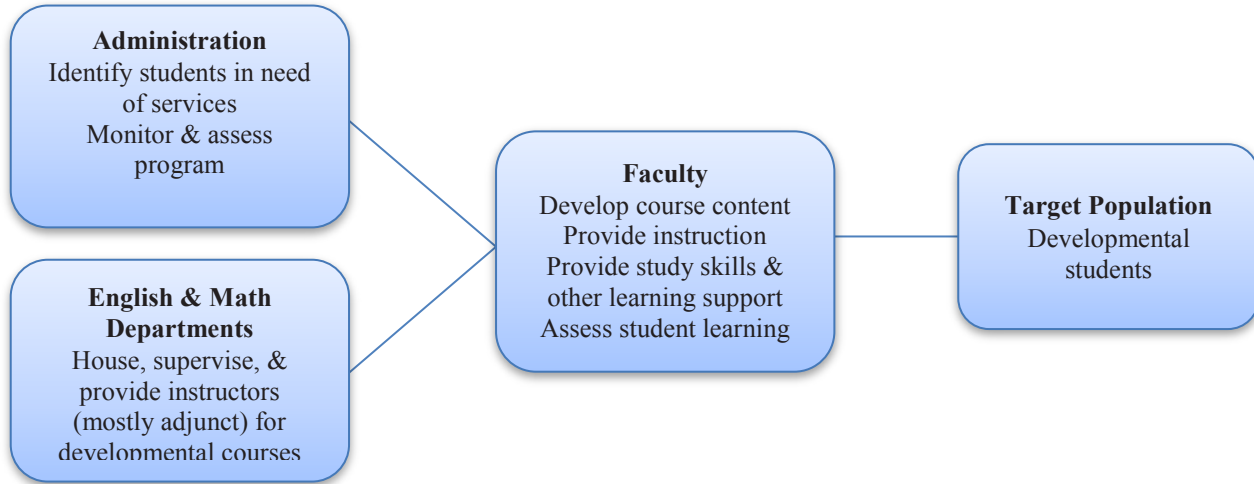 Administration
Identify students in need
of services
Monitor & assess
program
English & Math
Departments
House, supervise, &
provide instructors
(mostly adjunct) for
developmental courses
Faculty
Develop course content
Provide instruction
Provide study skills &
other learning support
Assess student learning
Target Population
Developmental
students